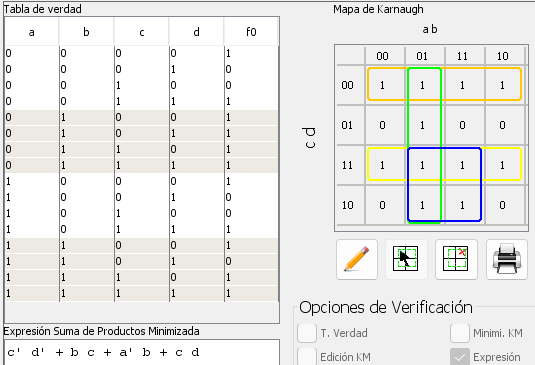 Tabla de verdad
a b c d f0
0 0 0 0 1
0 0 0 1 0
0 0 1 0 0
0 0 1 1 1
0 1 0 0 1
0 1 0 1 1
0 1 1 0 1
0 1 1 1 1
1 0 0 0 1
1 0 0 1 0
1 0 1 0 0
1 0 1 1 1
1 1 0 0 1
1 1 0 1 0
1 1 1 0 1
1 1 1 1 1
Expresión Suma de Productos Minimizada
c' d' + b c + a' b + c d
Mapa de Karnaugh
a b
00 01 11 10
c d
00 1 1 1 1
01 0 1 0 0
11 1 1 1 1
10 0 1 1 0
Opciones de Verificación
T. Verdad Minimi. KM
Edición KM Expresión